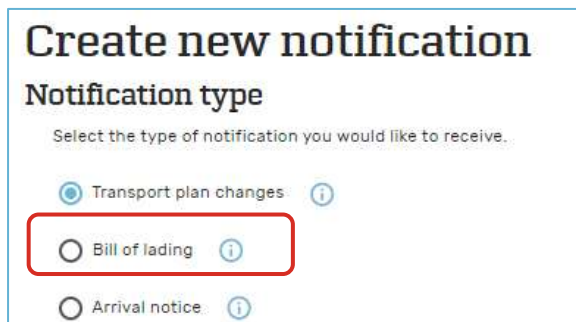 Create new notification
Notification type
Select the type of notification you would like to receive.
Transport plan changes
Bill of lading
Arrival notice